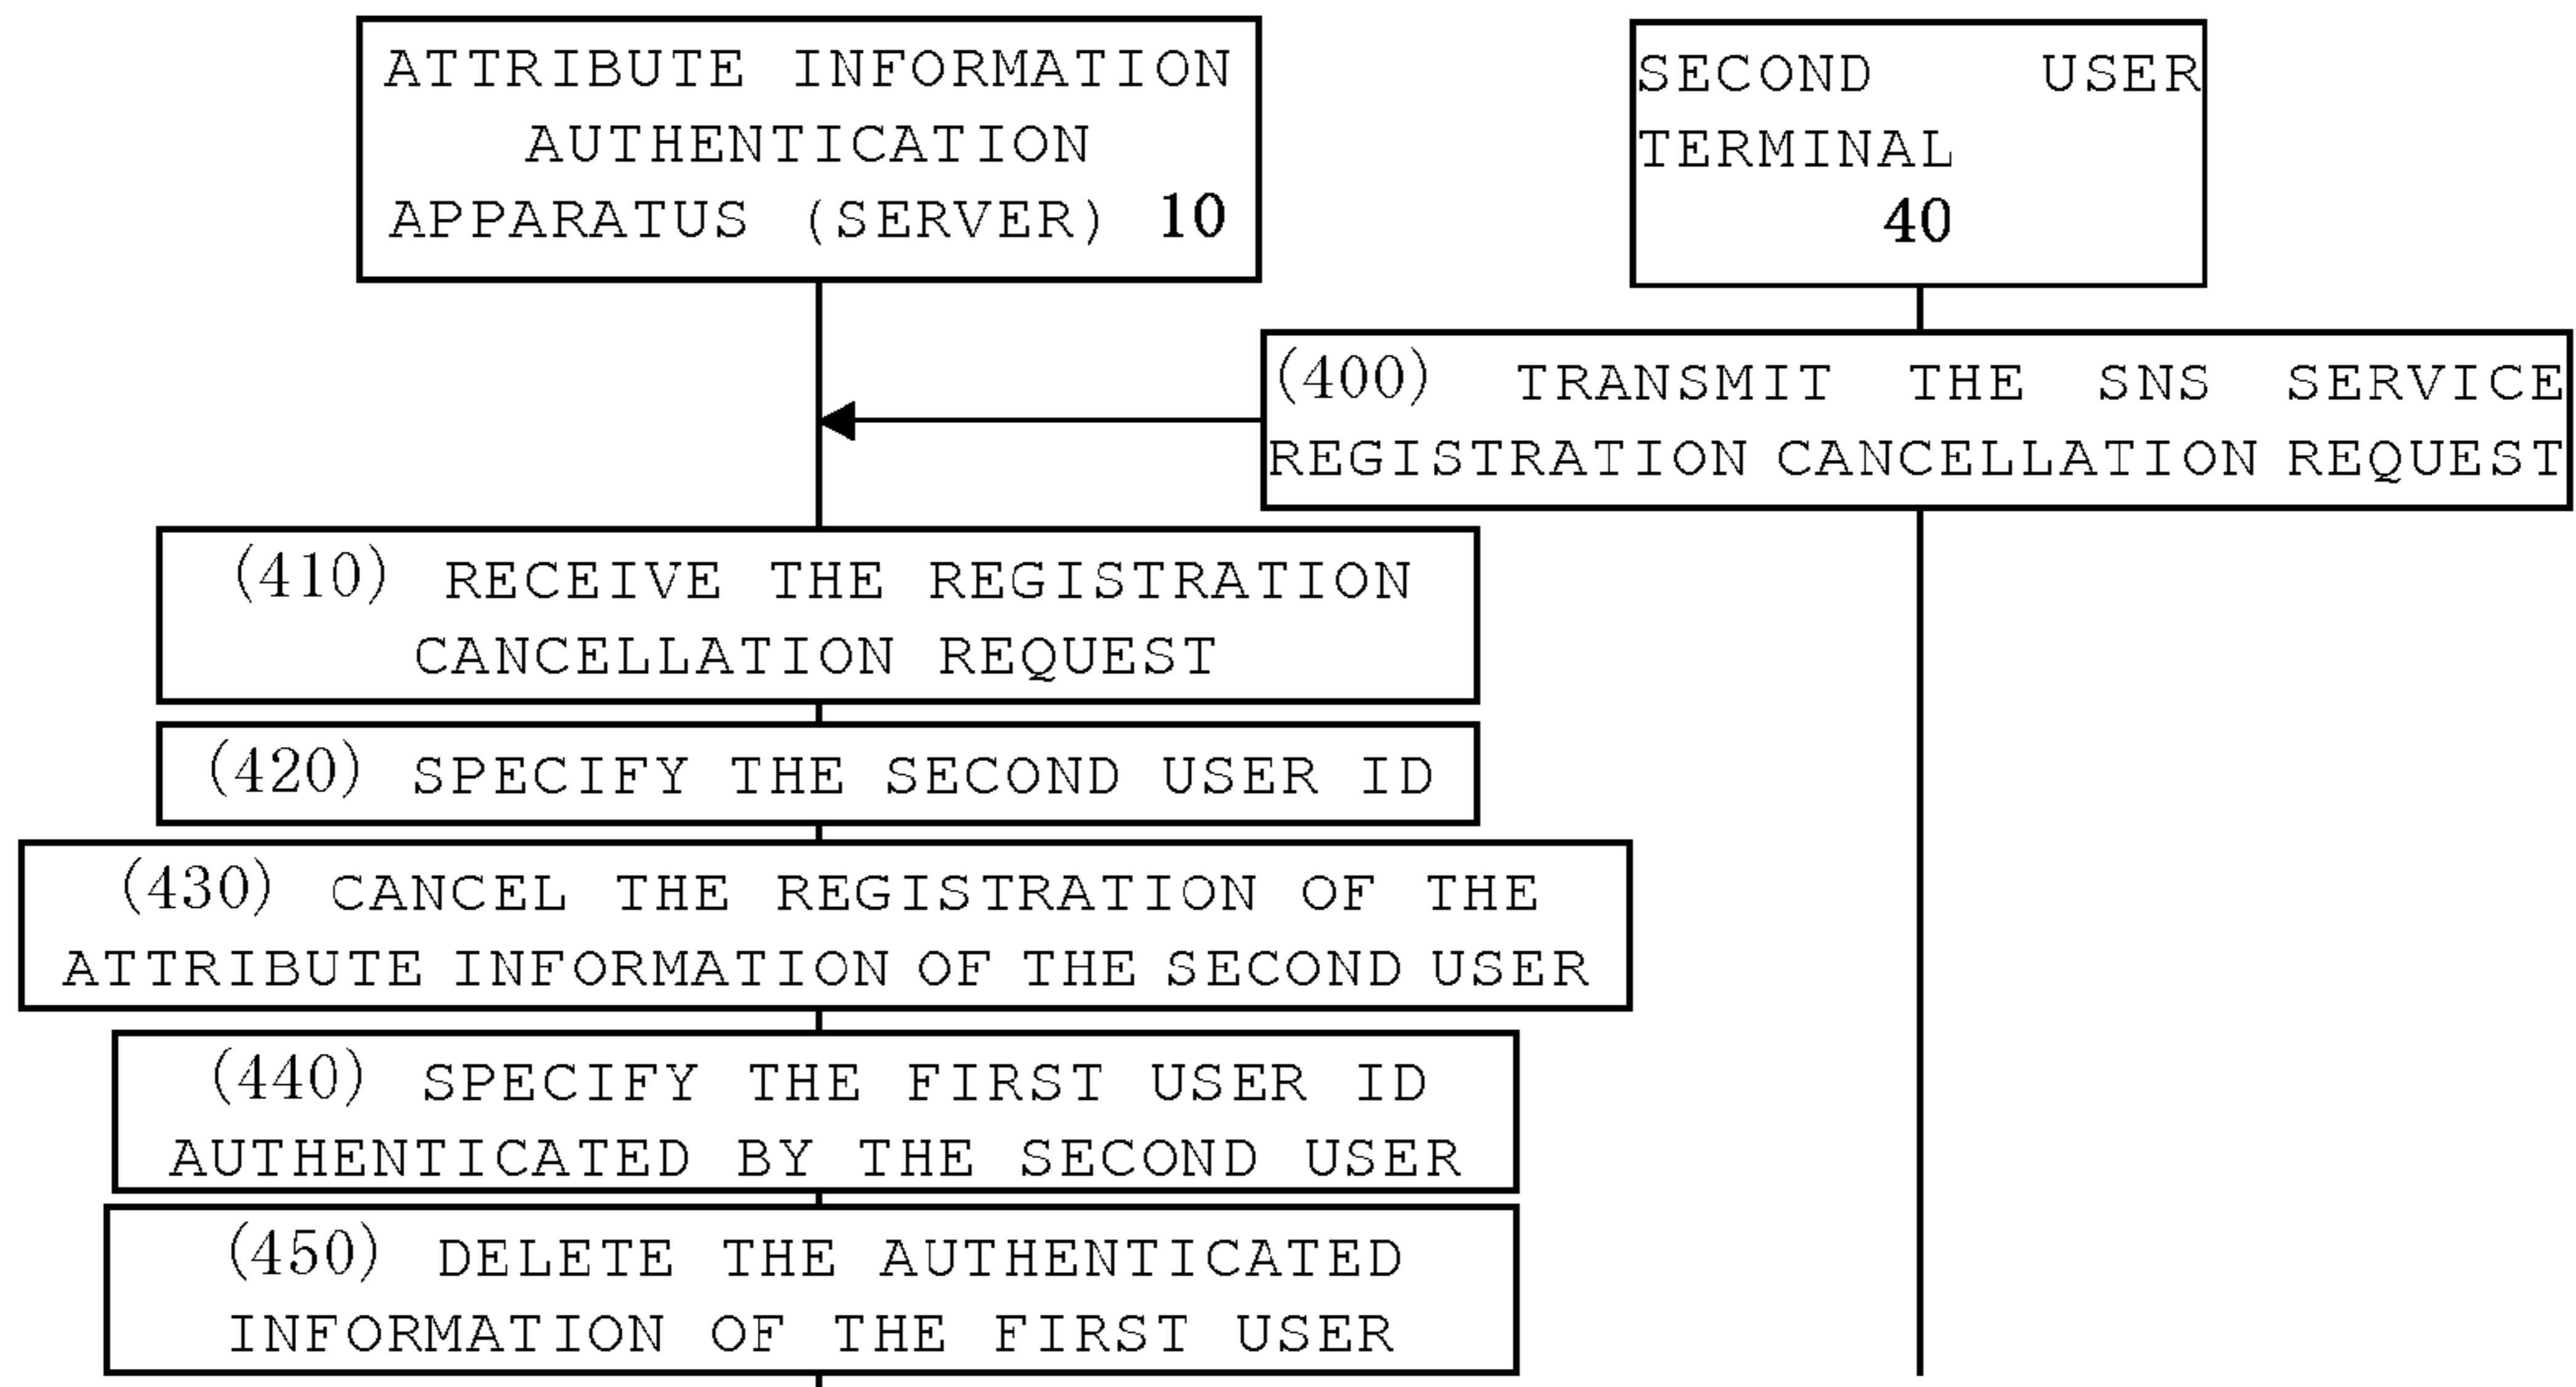 ATTRIBUTE INFORMATION
AUTHENTICATION
APPARATUS (SERVER) 10
SECOND USER
TERMINAL
40
(400) TRANSMIT THE SNS SERVICE
REGISTRATION CANCELLATION REQUEST
(410) RECEIVE THE REGISTRATION
CANCELLATION REQUEST
(420) SPECIFY THE SECOND USER ID
(430) CANCEL THE REGISTRATION OF THE
ATTRIBUTE INFORMATION OF THE SECOND USER
(440) SPECIFY THE FIRST USER ID
AUTHENTICATED BY THE SECOND USER
(450) DELETE THE AUTHENTICATED
INFORMATION OF THE FIRST USER